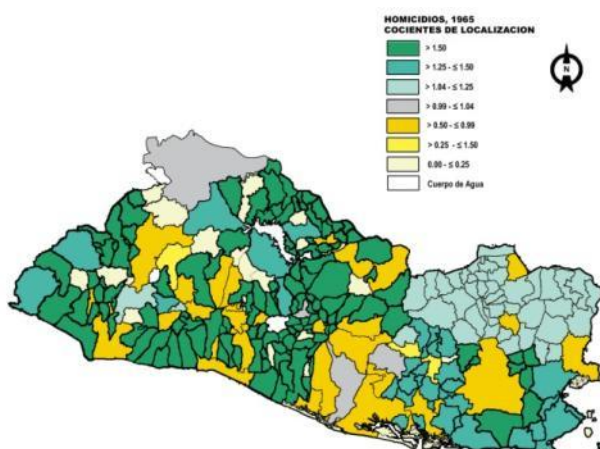 HOMICIDIOS, 1965
COCIENTES DE LOCALIZACION
> 1.50
> 1.25 - ≤ 1.50
> 1.04 - ≤ 1.25
> 0.99 - ≤ 1.04
> 0.50 - ≤ 0.99
> 0.25 - ≤ 1.50
0.00 - ≤ 0.25
Cuerpo de Agua
N